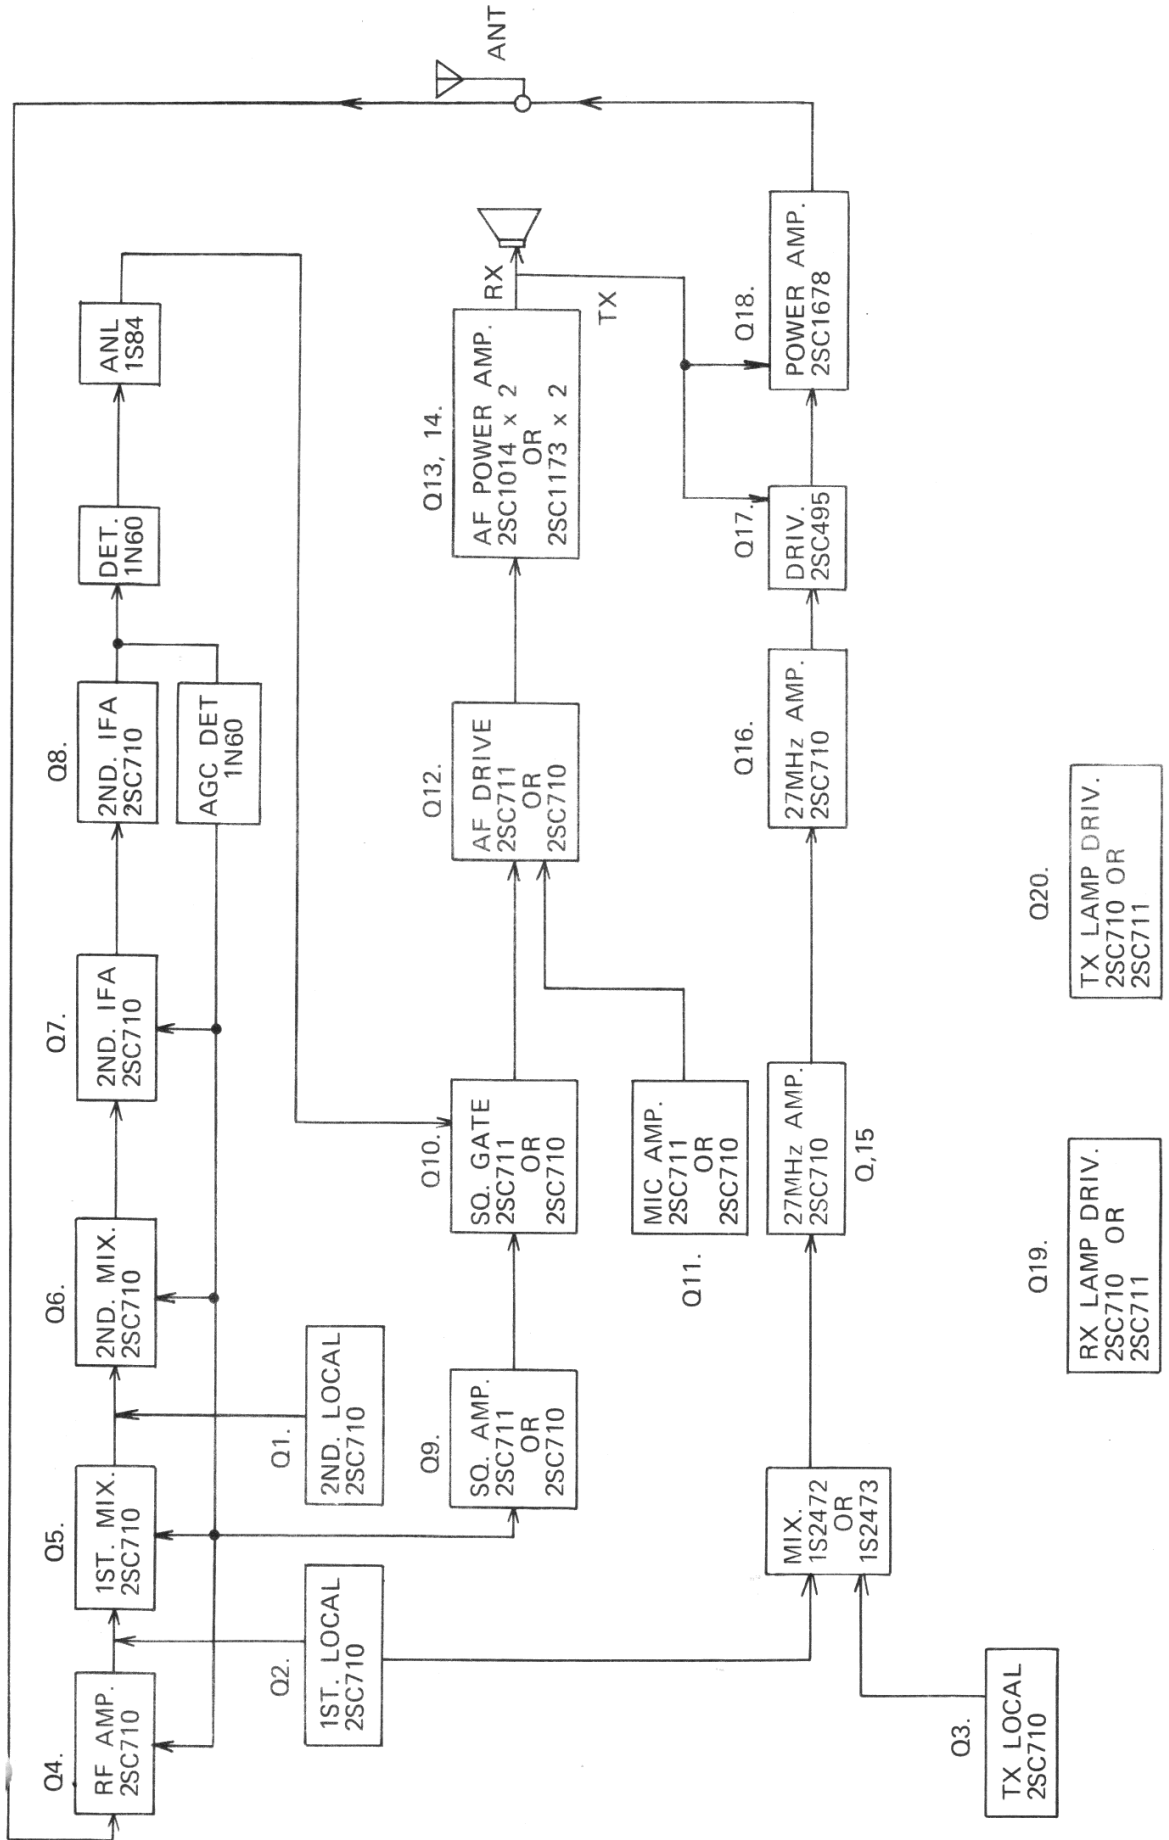 Q4.
RF AMP.
2SC710
Q5.
1ST. MIX.
2SC710
Q6.
2ND. MIX.
2SC710
Q7.
2ND. IFA
2SC710
Q8.
2ND. IFA
2SC710
DET.
1N60
ANL
1S84
AGC DET
1N60
Q2.
1ST. LOCAL
2SC710
Q1.
2ND. LOCAL
2SC710
Q9.
SQ. AMP.
2SC711
OR
2SC710
Q10.
SQ. GATE
2SC711
OR
2SC710
Q12.
AF DRIVE
2SC711
OR
2SC710
Q13, 14.
AF POWER AMP.
2SC1014 x 2
OR
2SC1173 x 2
RX
TX
ANT
MIC AMP.
2SC711
OR
2SC710
Q11.
MIX.
1S2472
OR
1S2473
27MHz AMP.
2SC710
Q,15
Q16.
27MHz AMP.
2SC710
Q17.
DRIV.
2SC495
Q18.
POWER AMP.
2SC1678
Q3.
TX LOCAL
2SC710
Q19.
RX LAMP DRIV.
2SC710 OR
2SC711
Q20.
TX LAMP DRIV.
2SC710 OR
2SC711